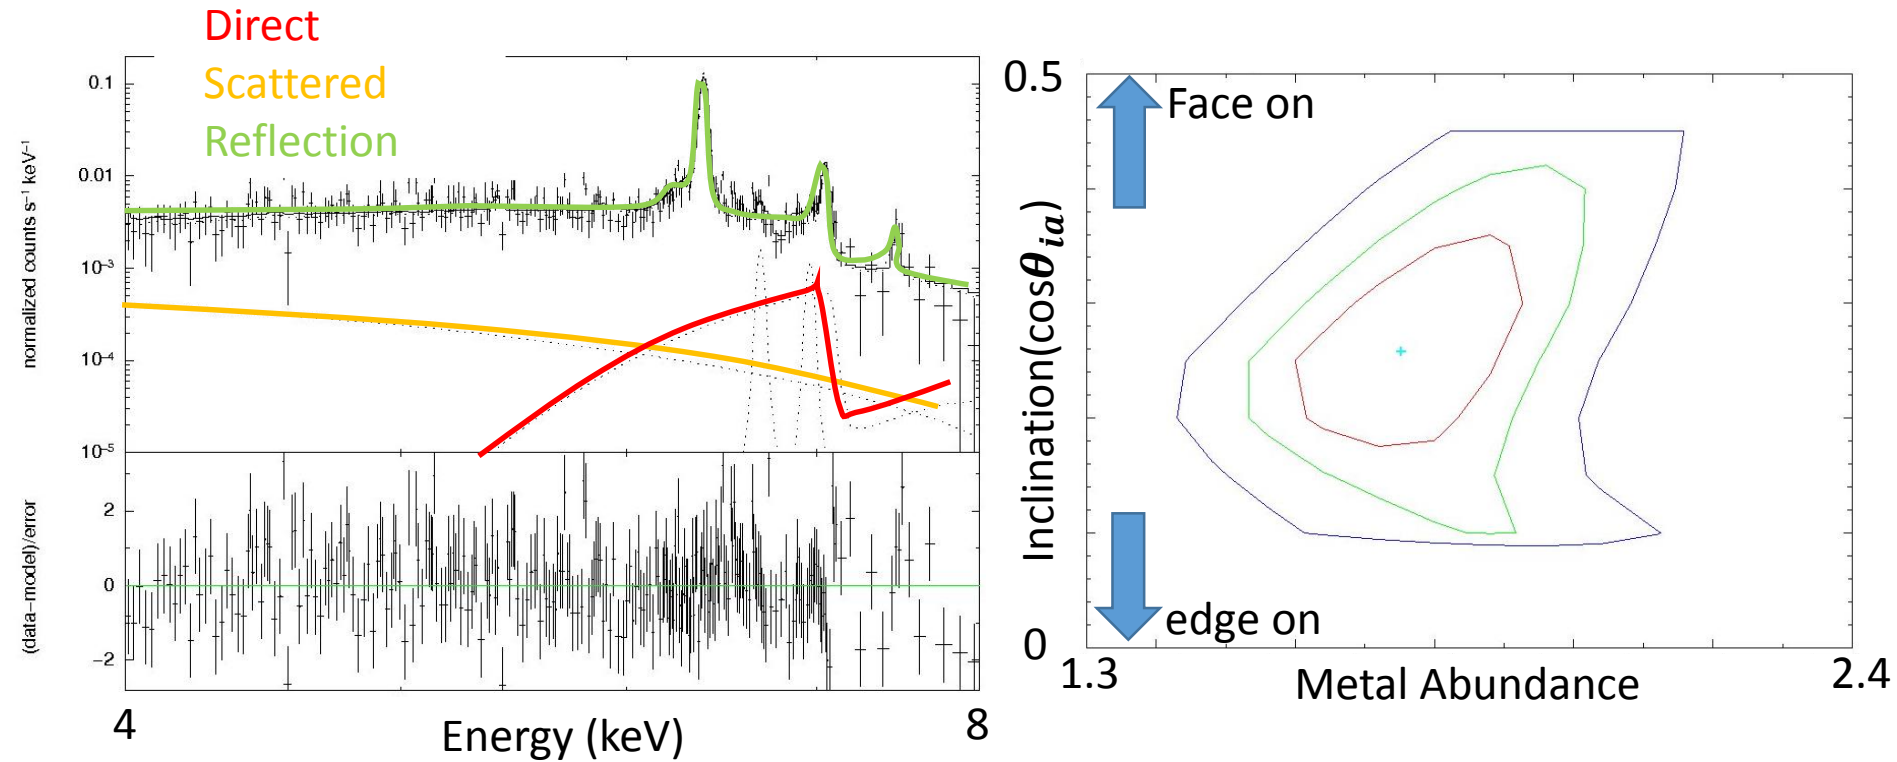 Direct
Scattered
Reflection
normalized counts s⁻¹ keV⁻¹
0.1
0.01
10⁻³
10⁻⁴
10⁻⁵
(data−model)/error
2
0
−2
4
8
Energy (keV)
0.5
Face on
Inclination(cosθ_ia)
edge on
0
1.3
2.4
Metal Abundance